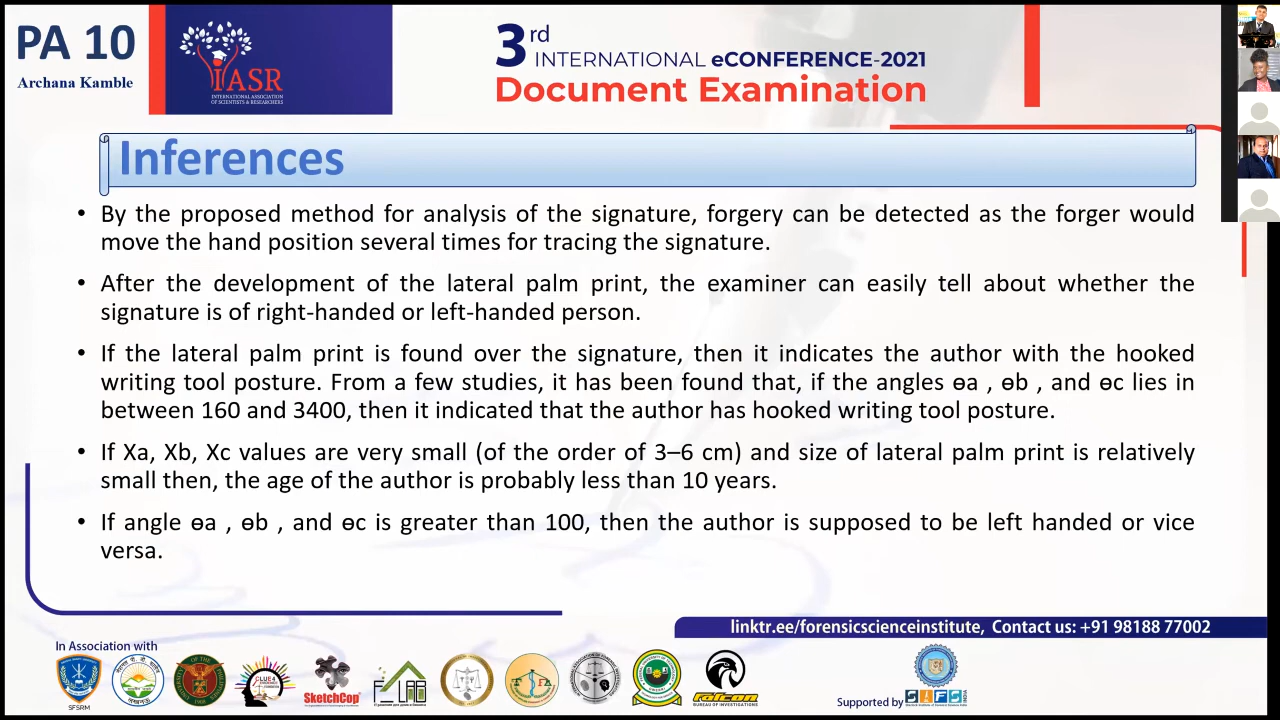 PA 10
Archana Kamble
IASR
INTERNATIONAL ASSOCIATION
OF SCIENTISTS & RESEARCHERS
3rd
INTERNATIONAL eCONFERENCE-2021
Document Examination
Inferences
• By the proposed method for analysis of the signature, forgery can be detected as the forger would
move the hand position several times for tracing the signature.
• After the development of the lateral palm print, the examiner can easily tell about whether the
signature is of right-handed or left-handed person.
• If the lateral palm print is found over the signature, then it indicates the author with the hooked
writing tool posture. From a few studies, it has been found that, if the angles ɵa , ɵb , and ɵc lies in
between 160 and 3400, then it indicated that the author has hooked writing tool posture.
• If Xa, Xb, Xc values are very small (of the order of 3–6 cm) and size of lateral palm print is relatively
small then, the age of the author is probably less than 10 years.
• If angle ɵa , ɵb , and ɵc is greater than 100, then the author is supposed to be left handed or vice
versa.
linktr.ee/forensicscienceinstitute, Contact us: +91 98188 77002
In Association with
SFSRM
CLUE4
SketchCop
falcon
BUREAU OF INVESTIGATIONS
Supported by
SIFS